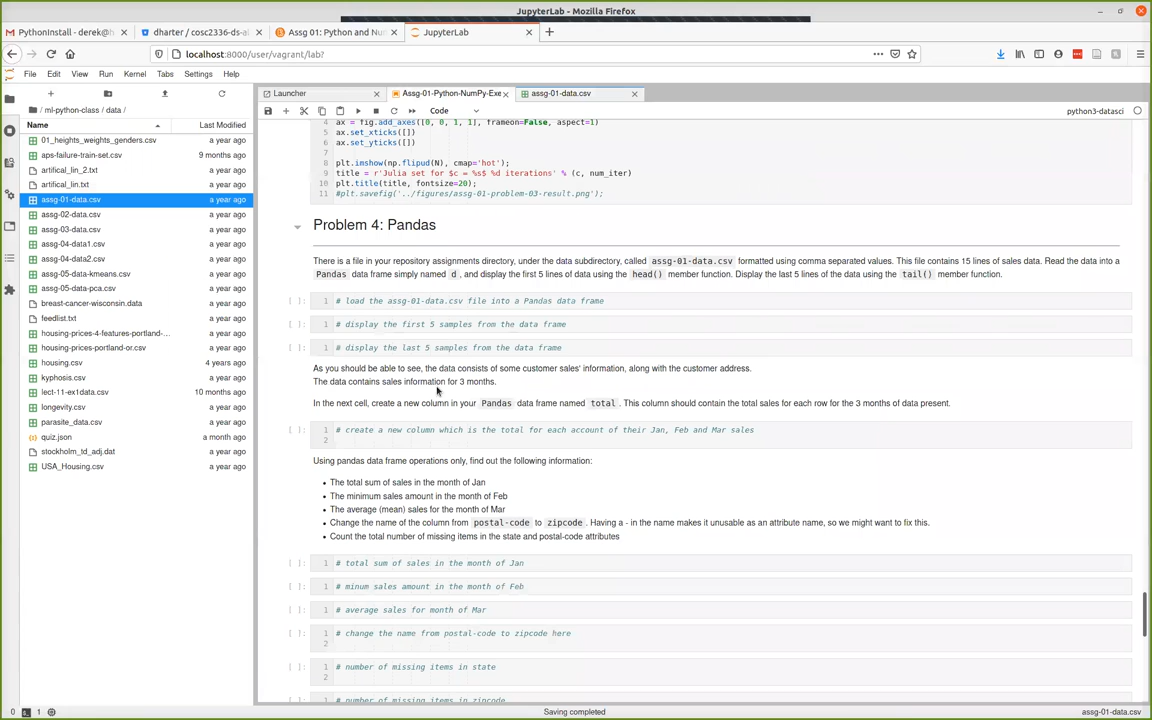 JupyterLab - Mozilla Firefox
PythonInstall - derek@h
dharter / cosc2336-ds-al
Assg 01: Python and Nu
JupyterLab
localhost:8000/user/vagrant/lab?
File Edit View Run Kernel Tabs Settings Help
Launcher
Assg-01-Python-NumPy-Exe
assg-01-data.csv
Code
python3-datasci
/ ml-python-class / data /
Name Last Modified
01_heights_weights_genders.csv a year ago
aps-failure-train-set.csv 9 months ago
artifical_lin_2.txt a year ago
artifical_lin.txt a year ago
assg-01-data.csv a year ago
assg-02-data.csv a year ago
assg-03-data.csv a year ago
assg-04-data1.csv a year ago
assg-04-data2.csv a year ago
assg-05-data-kmeans.csv a year ago
assg-05-data-pca.csv a year ago
breast-cancer-wisconsin.data a year ago
feedlist.txt a year ago
housing-prices-4-features-portland-... a year ago
housing-prices-portland-or.csv a year ago
housing.csv 4 years ago
kyphosis.csv a year ago
lect-11-ex1data.csv 10 months ago
longevity.csv a year ago
parasite_data.csv a year ago
quiz.json a month ago
stockholm_td_adj.dat a year ago
USA_Housing.csv a year ago
4 ax = fig.add_axes([0, 0, 1, 1], frameon=False, aspect=1)
5 ax.set_xticks([])
6 ax.set_yticks([])
7
8 plt.imshow(np.flipud(N), cmap='hot');
9 title = r'Julia set for $c = %s$ %d iterations' % (c, num_iter)
10 plt.title(title, fontsize=20);
11 #plt.savefig('../figures/assg-01-problem-03-result.png');
Problem 4: Pandas
There is a file in your repository assignments directory, under the data subdirectory, called assg-01-data.csv formatted using comma separated values. This file contains 15 lines of sales data. Read the data into a
Pandas data frame simply named d , and display the first 5 lines of data using the head() member function. Display the last 5 lines of the data using the tail() member function.
[ ]: 1 # load the assg-01-data.csv file into a Pandas data frame
[ ]: 1 # display the first 5 samples from the data frame
[ ]: 1 # display the last 5 samples from the data frame
As you should be able to see, the data consists of some customer sales' information, along with the customer address.
The data contains sales information for 3 months.
In the next cell, create a new column in your Pandas data frame named total . This column should contain the total sales for each row for the 3 months of data present.
[ ]: 1 # create a new column which is the total for each account of their Jan, Feb and Mar sales
2
Using pandas data frame operations only, find out the following information:
• The total sum of sales in the month of Jan
• The minimum sales amount in the month of Feb
• The average (mean) sales for the month of Mar
• Change the name of the column from postal-code to zipcode . Having a - in the name makes it unusable as an attribute name, so we might want to fix this.
• Count the total number of missing items in the state and postal-code attributes
[ ]: 1 # total sum of sales in the month of Jan
[ ]: 1 # minum sales amount in the month of Feb
[ ]: 1 # average sales for month of Mar
[ ]: 1 # change the name from postal-code to zipcode here
2
[ ]: 1 # number of missing items in state
2
[ ]: 1 # number of missing items in zipcode
0 1 Saving completed assg-01-data.csv